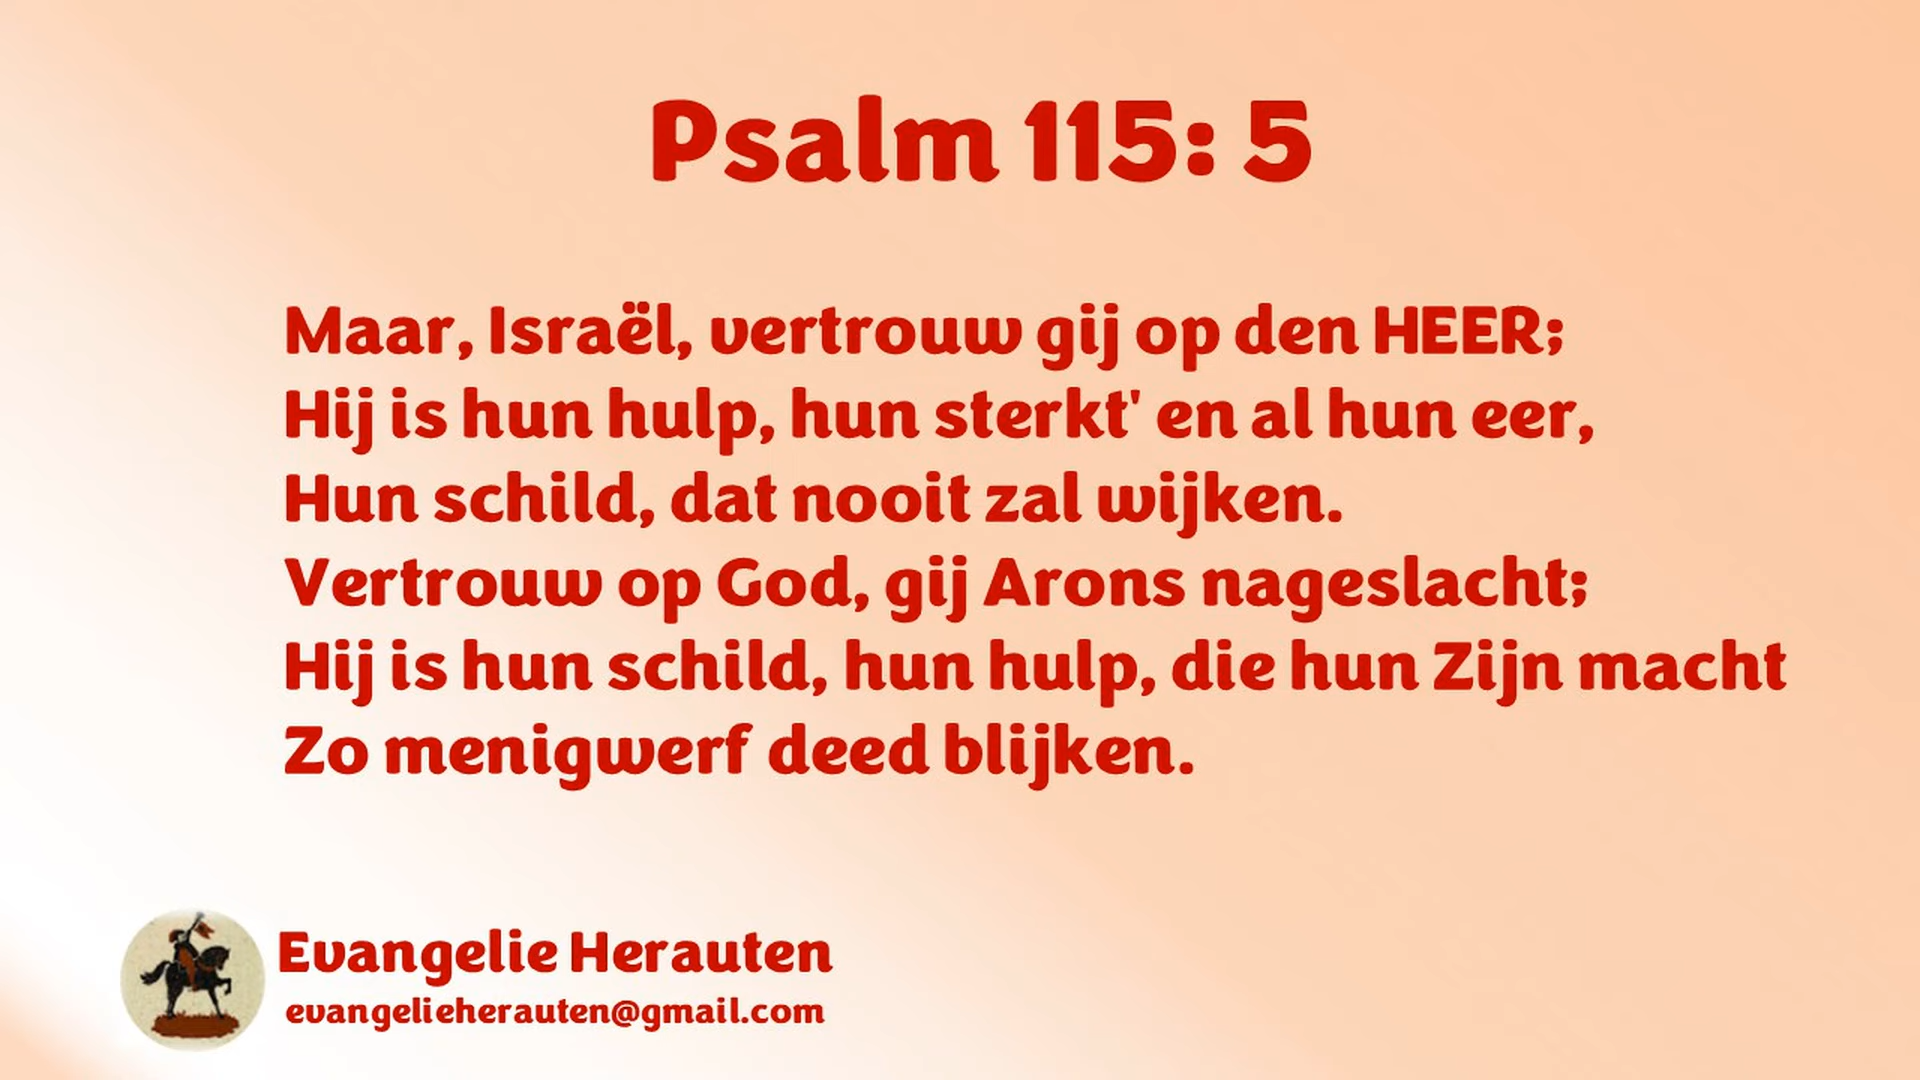 Psalm 115: 5
Maar, Israël, vertrouw gij op den HEER;
Hij is hun hulp, hun sterkt' en al hun eer,
Hun schild, dat nooit zal wijken.
Vertrouw op God, gij Arons nageslacht;
Hij is hun schild, hun hulp, die hun Zijn macht
Zo menigwerf deed blijken.
Evangelie Herauten
evangelieherauten@gmail.com